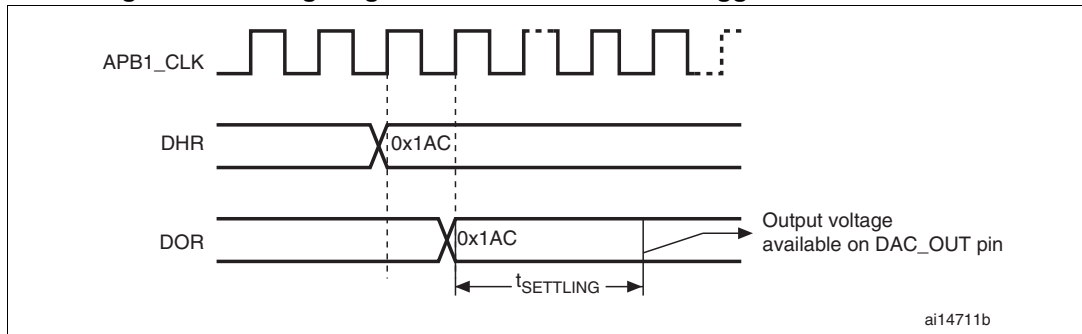 APB1_CLK
DHR
0x1AC
DOR
0x1AC
Output voltage
available on DAC_OUT pin
tSETTLING
ai14711b